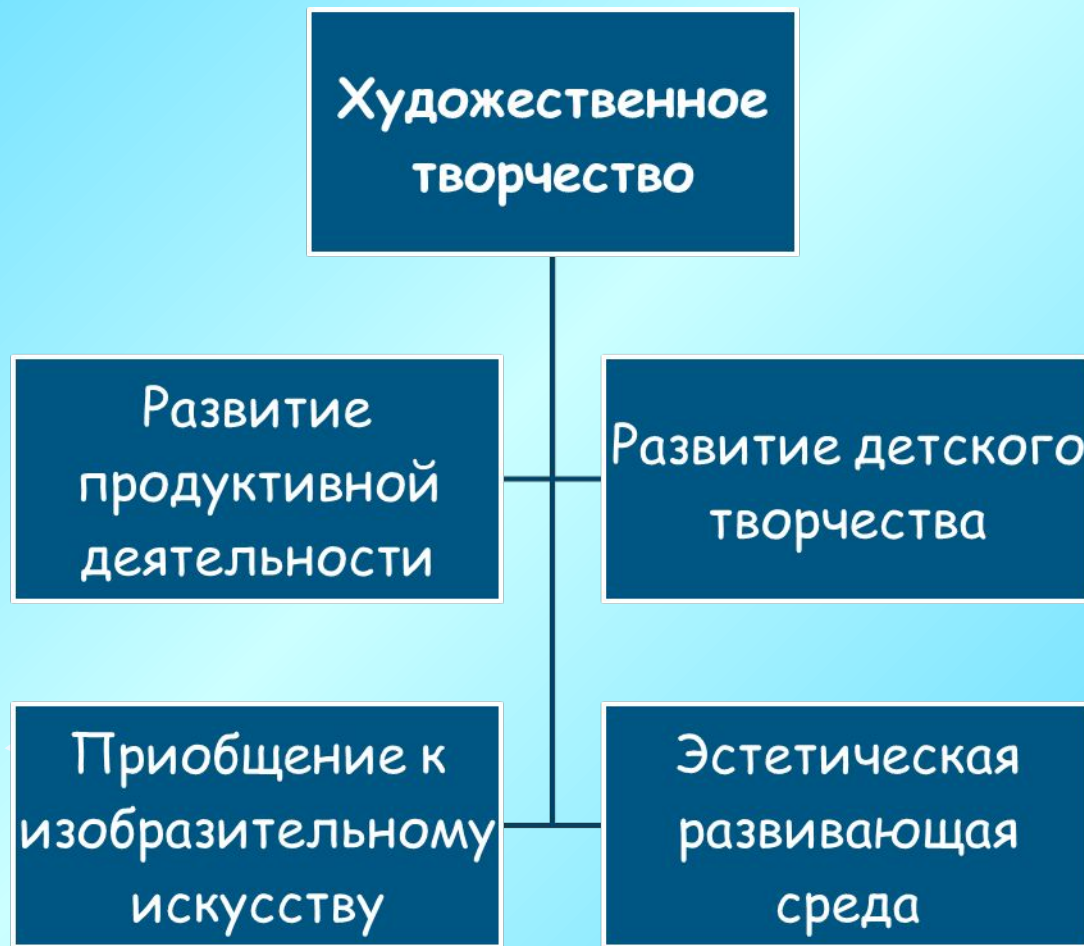 Художественное
творчество
Развитие
продуктивной
деятельности
Развитие детского
творчества
Приобщение к
изобразительному
искусству
Эстетическая
развивающая
среда